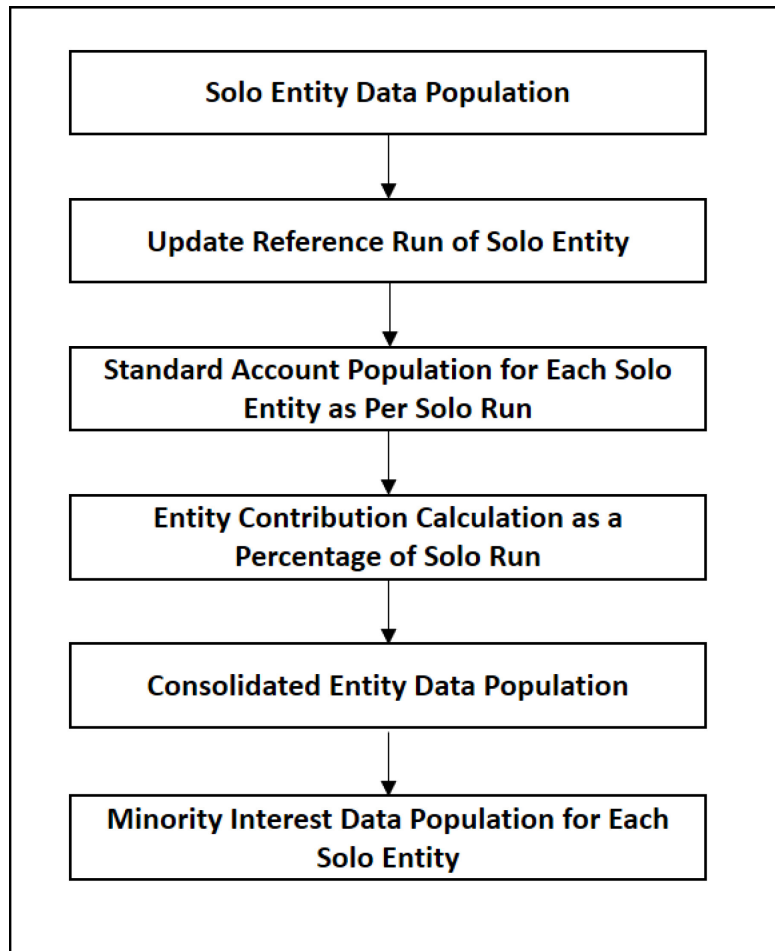 Solo Entity Data Population
Update Reference Run of Solo Entity
Standard Account Population for Each Solo
Entity as Per Solo Run
Entity Contribution Calculation as a
Percentage of Solo Run
Consolidated Entity Data Population
Minority Interest Data Population for Each
Solo Entity